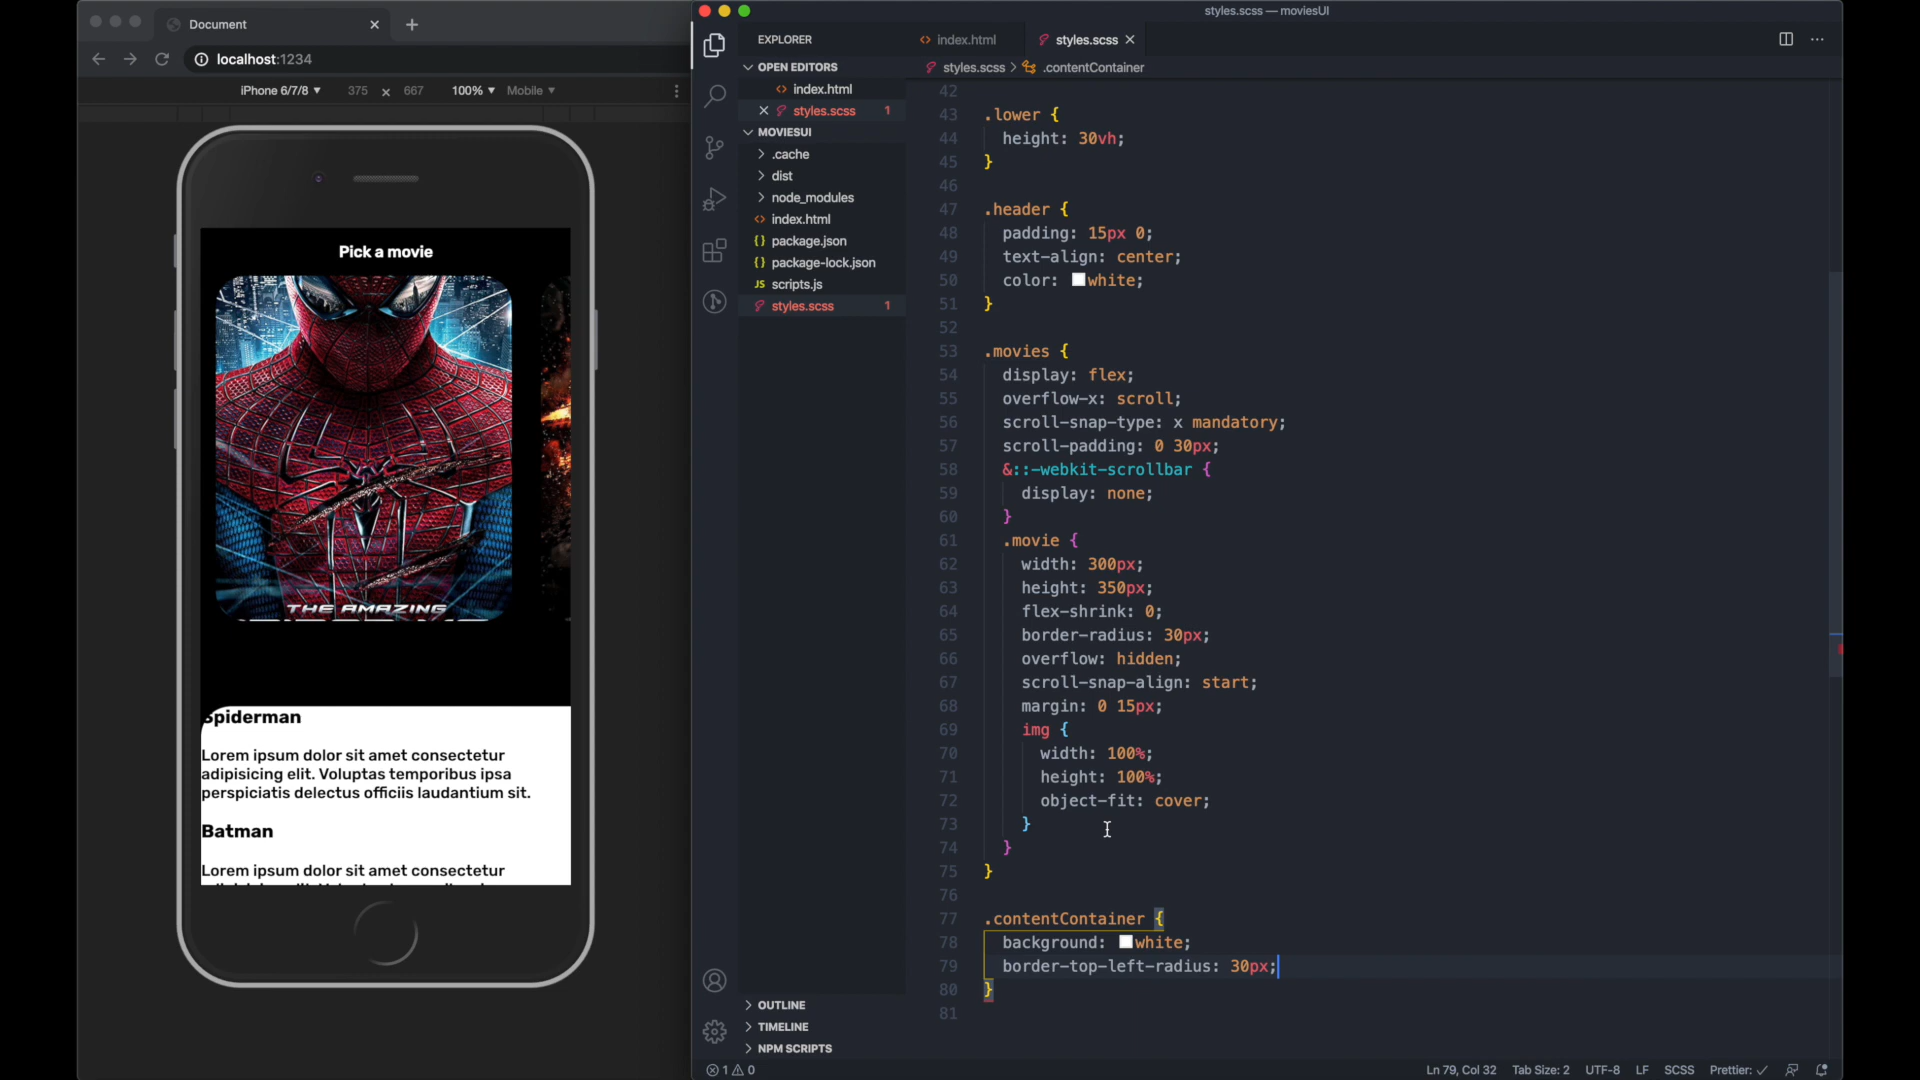 Document
localhost:1234
iPhone 6/7/8 ▾ 375 × 667 100% ▾ Mobile ▾
Pick a movie
THE AMAZING
Spiderman
Lorem ipsum dolor sit amet consectetur
adipisicing elit. Voluptas temporibus ipsa
perspiciatis delectus officiis laudantium sit.
Batman
Lorem ipsum dolor sit amet consectetur
styles.scss — moviesUI
EXPLORER
OPEN EDITORS
index.html
styles.scss 1
MOVIESUI
.cache
dist
node_modules
index.html
package.json
package-lock.json
JS scripts.js
styles.scss 1
OUTLINE
TIMELINE
NPM SCRIPTS
index.html styles.scss
styles.scss > .contentContainer
42
43 .lower {
44 height: 30vh;
45 }
46
47 .header {
48 padding: 15px 0;
49 text-align: center;
50 color: white;
51 }
52
53 .movies {
54 display: flex;
55 overflow-x: scroll;
56 scroll-snap-type: x mandatory;
57 scroll-padding: 0 30px;
58 &::-webkit-scrollbar {
59 display: none;
60 }
61 .movie {
62 width: 300px;
63 height: 350px;
64 flex-shrink: 0;
65 border-radius: 30px;
66 overflow: hidden;
67 scroll-snap-align: start;
68 margin: 0 15px;
69 img {
70 width: 100%;
71 height: 100%;
72 object-fit: cover;
73 }
74 }
75 }
76
77 .contentContainer {
78 background: white;
79 border-top-left-radius: 30px;
80 }
81
1 0 Ln 79, Col 32 Tab Size: 2 UTF-8 LF SCSS Prettier: ✓